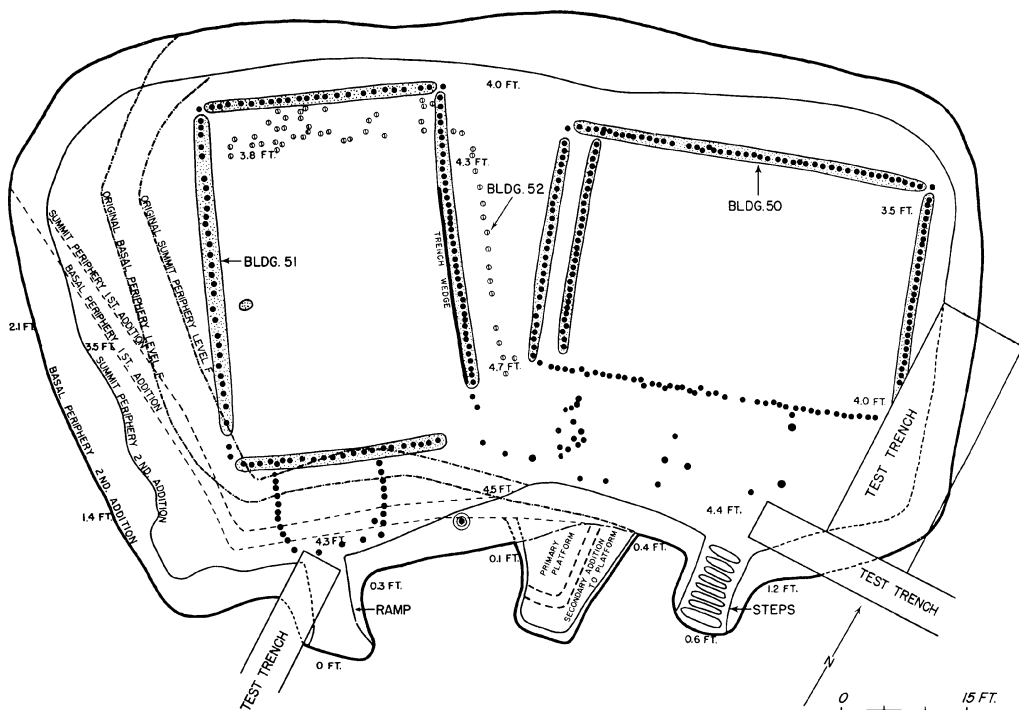 4.0 FT.
3.8 FT.
4.3 FT.
BLDG. 52
BLDG. 50
3.5 FT.
BLDG. 51
TRENCH WEDGE
ORIGINAL SUMMIT PERIPHERY LEVEL F
ORIGINAL BASAL PERIPHERY LEVEL F
SUMMIT PERIPHERY 1ST. ADDITION
BASAL PERIPHERY 1ST. ADDITION
2.1 FT.
3.5 FT.
SUMMIT PERIPHERY 2ND. ADDITION
BASAL PERIPHERY 2ND. ADDITION
4.7 FT.
4.0 FT.
TEST TRENCH
1.4 FT.
4.5 FT.
4.3 FT.
4.4 FT.
0.1 FT.
PRIMARY
PLATFORM
SECONDARY ADDITION
TO PLATFORM
0.4 FT.
TEST TRENCH
0.3 FT.
RAMP
1.2 FT.
STEPS
0.6 FT.
0 FT.
TEST TRENCH
N
0 15 FT.